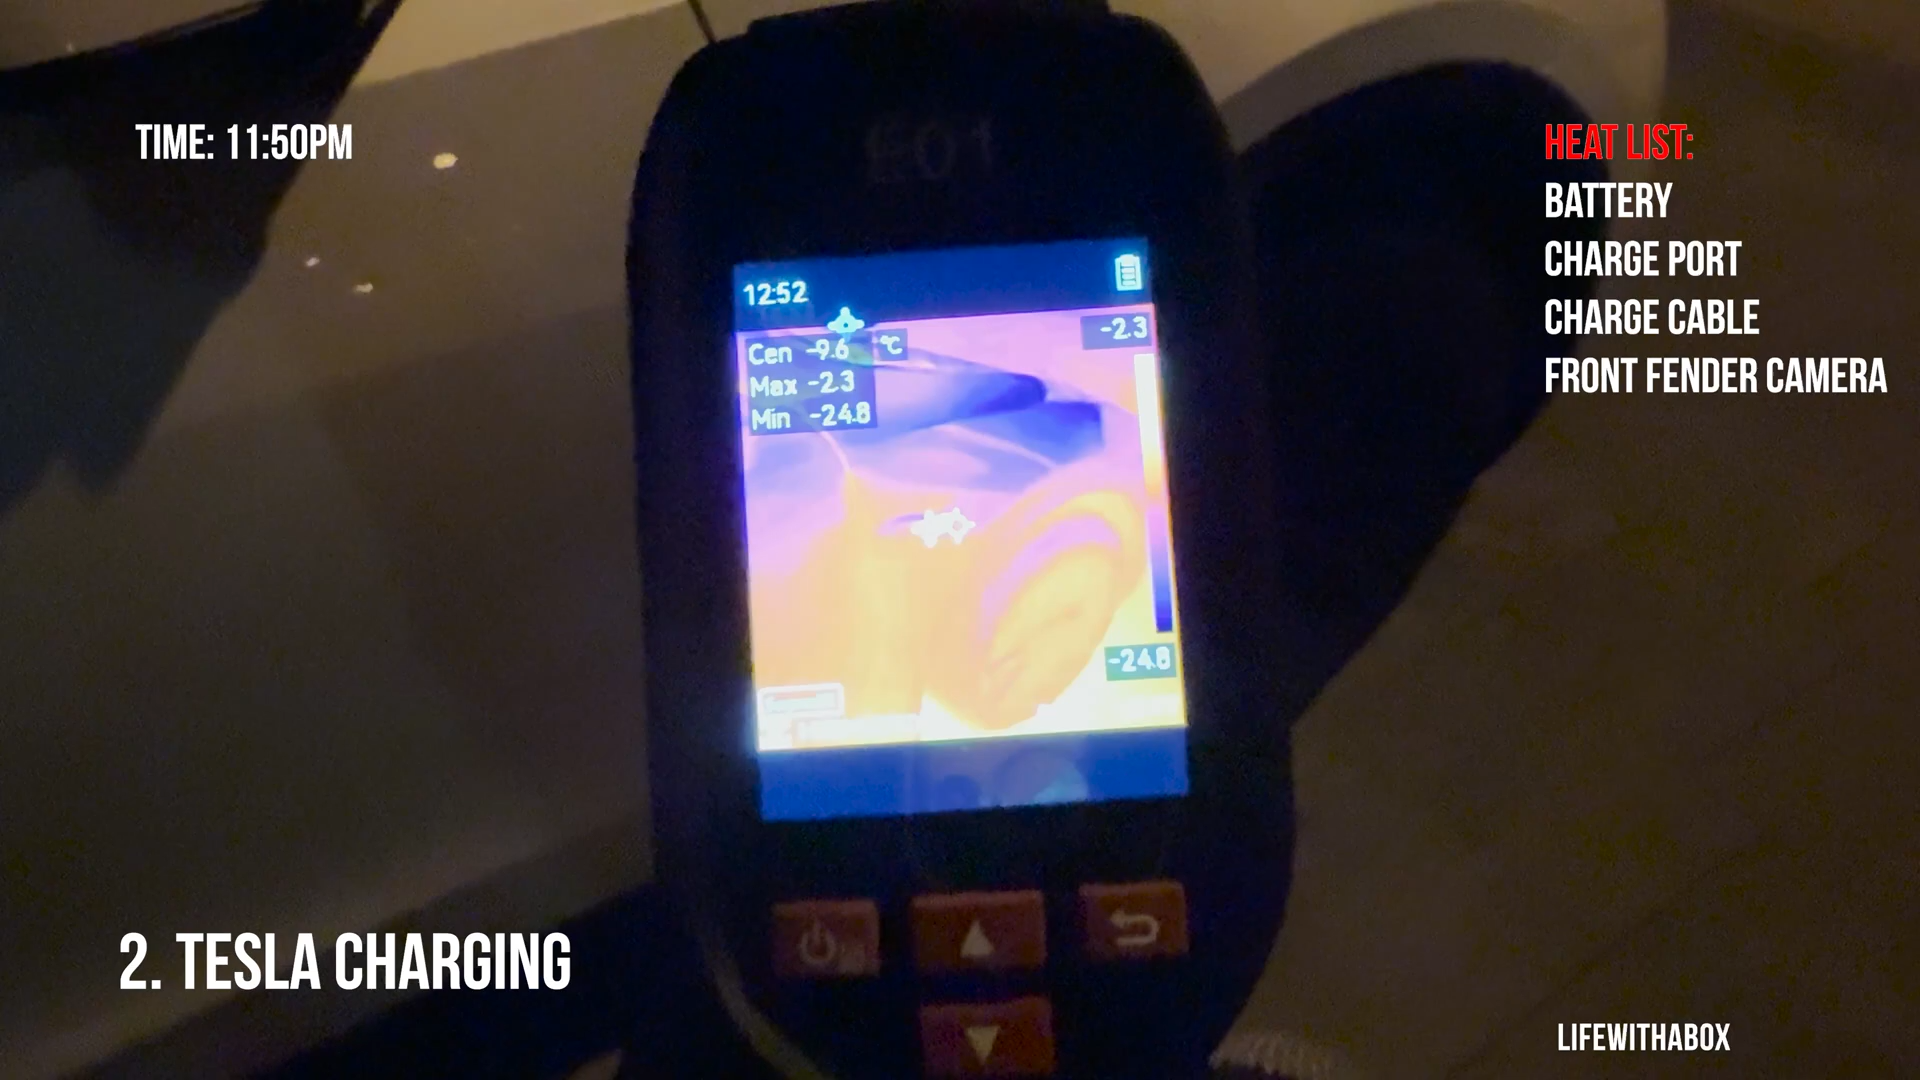 TIME: 11:50PM
HEAT LIST:
BATTERY
CHARGE PORT
CHARGE CABLE
FRONT FENDER CAMERA
12:52
-2.3
Cen -9.6 °C
Max -2.3
Min -24.8
-24.8
2. TESLA CHARGING
LIFEWITHABOX